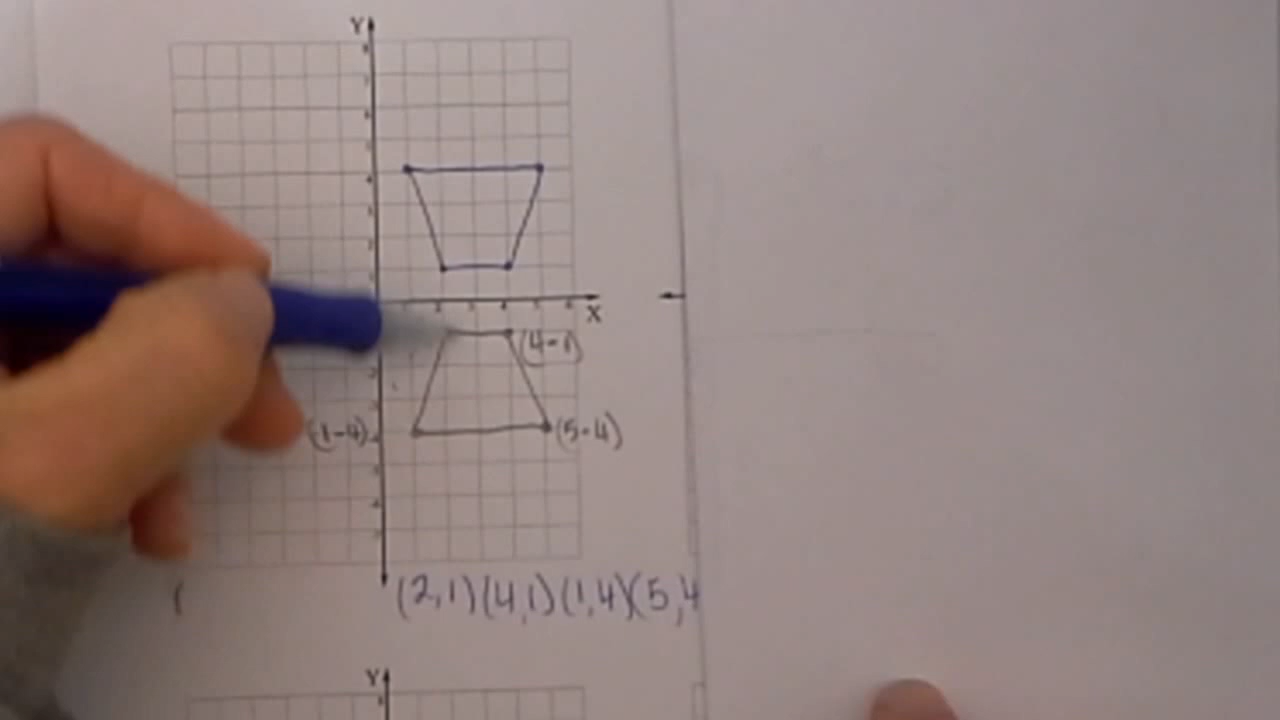 Y
X
(4-1)
(1-4) (5-4)
(2,1)(4,1)(1,4)(5,4
Y